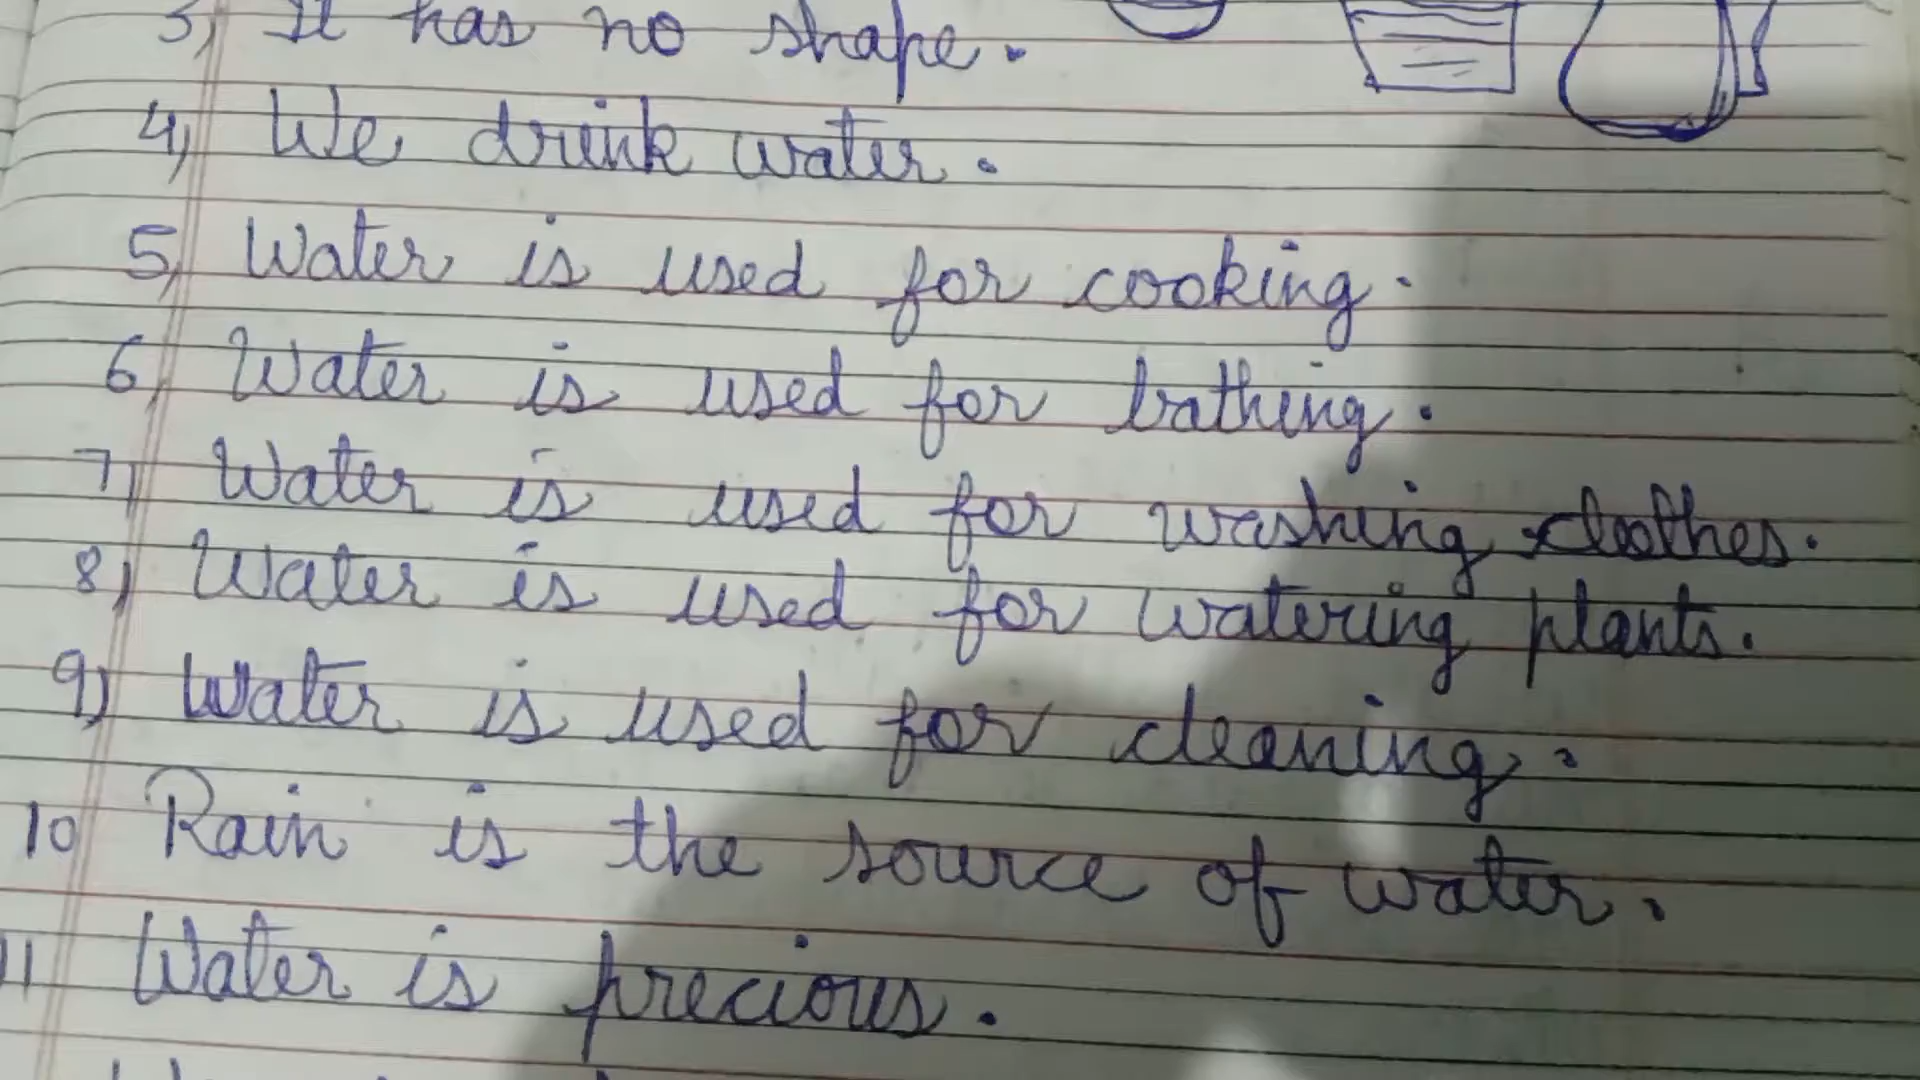 3) It has no shape.
4) We drink water.
5) Water is used for cooking.
6) Water is used for bathing.
7) Water is used for washing clothes.
8) Water is used for watering plants.
9) Water is used for cleaning.
10 Rain is the source of water.
11 Water is precious.